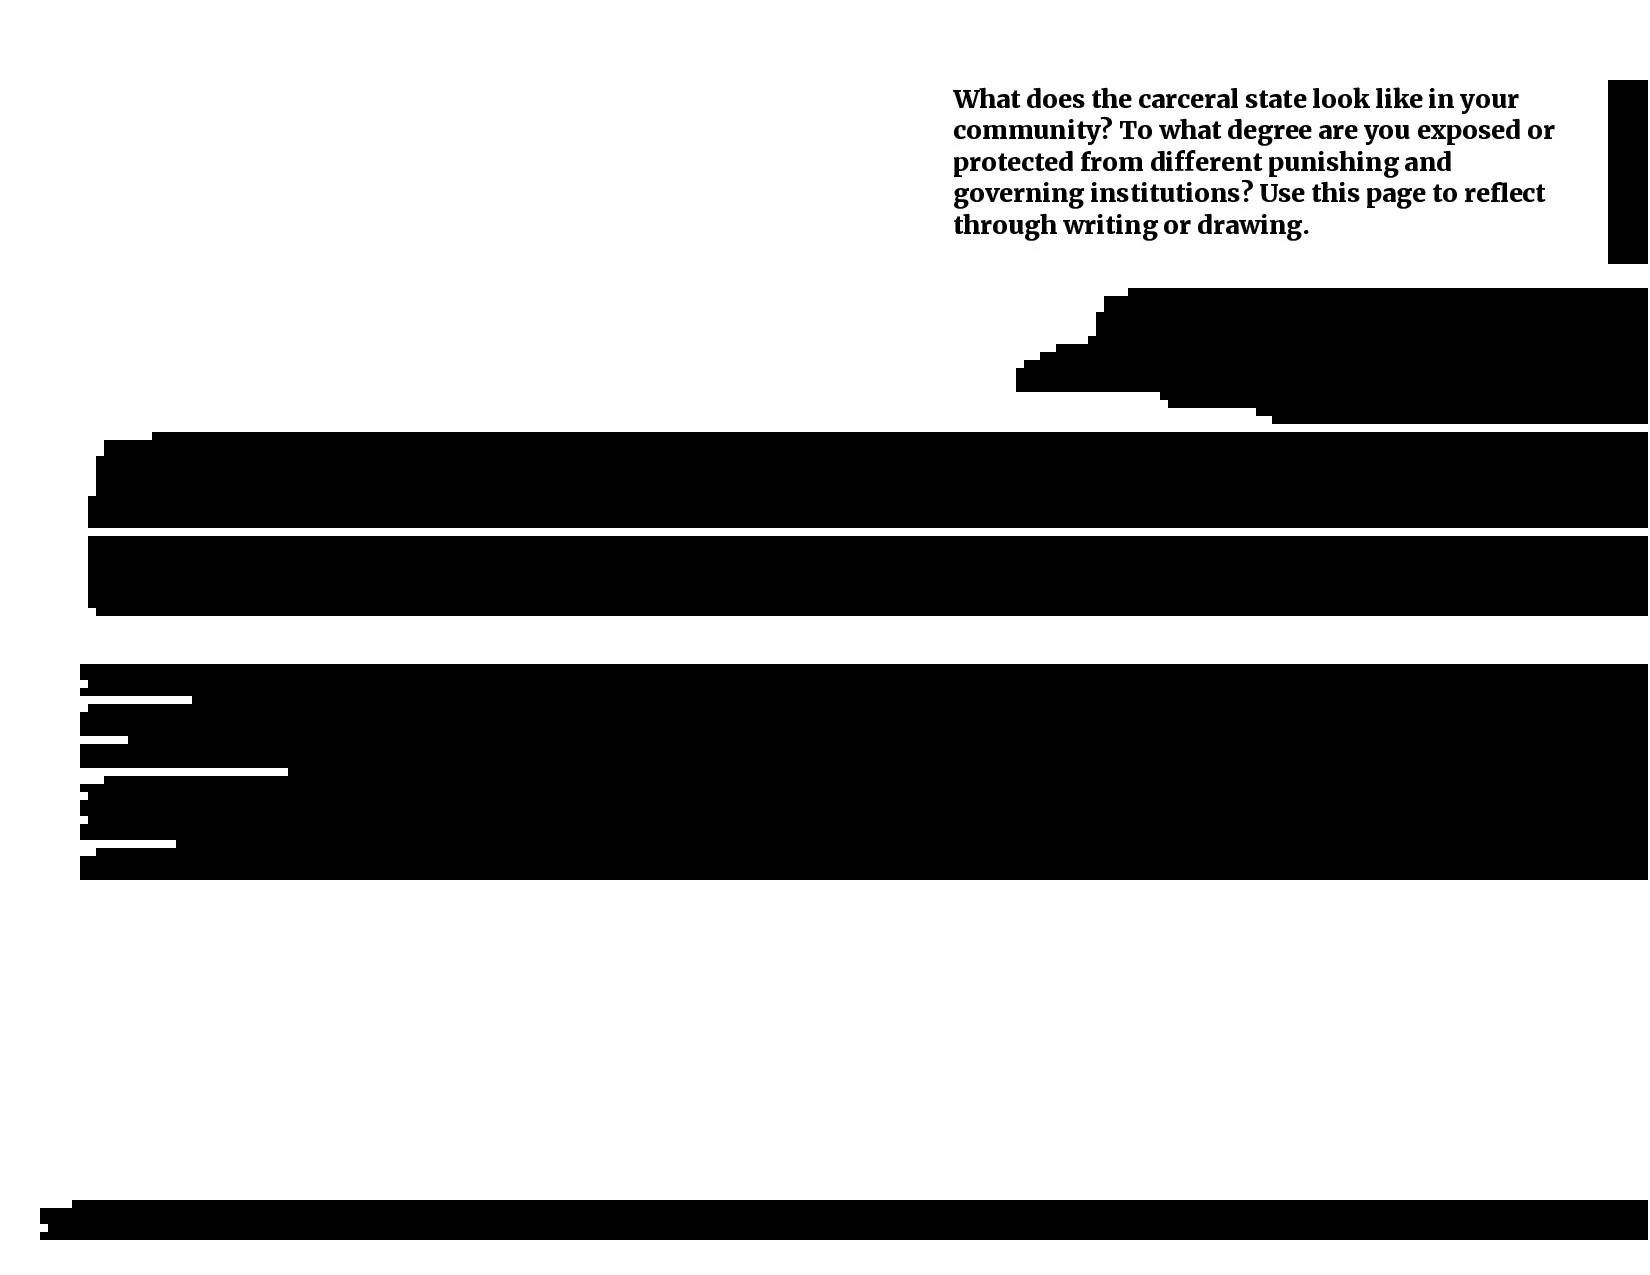 What does the carceral state look like in your
community? To what degree are you exposed or
protected from different punishing and
governing institutions? Use this page to reflect
through writing or drawing.